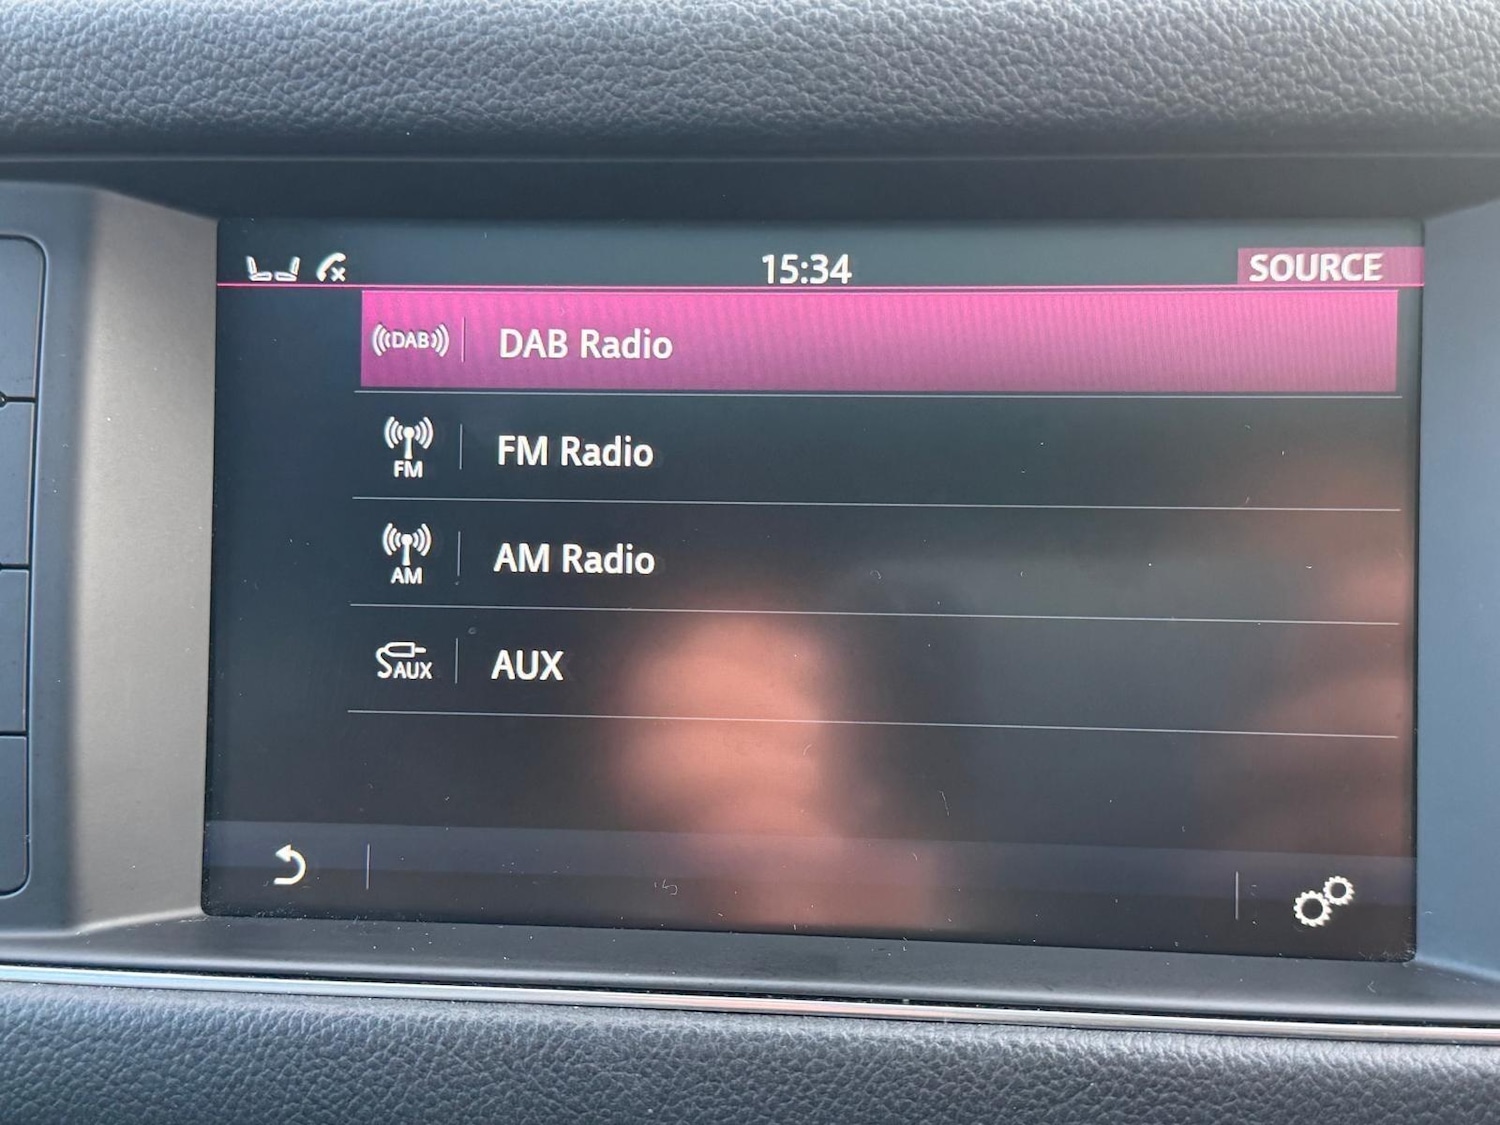 15:34
SOURCE
DAB DAB Radio
FM FM Radio
AM AM Radio
AUX AUX